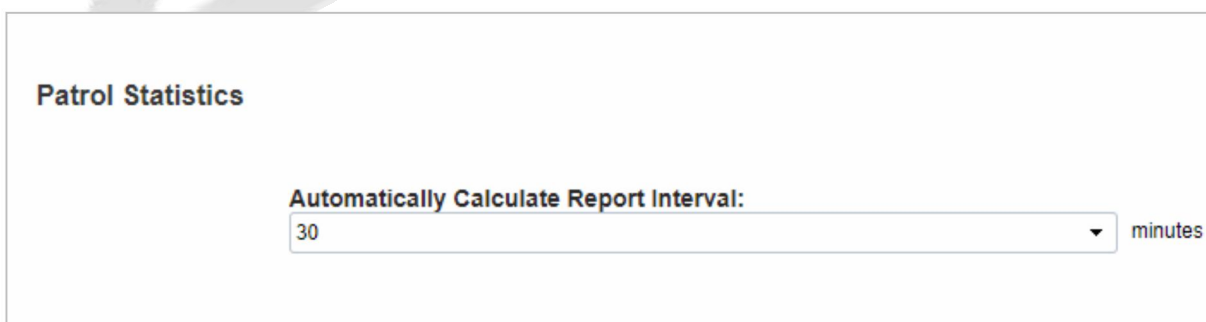 Patrol Statistics
Automatically Calculate Report Interval:
30 minutes